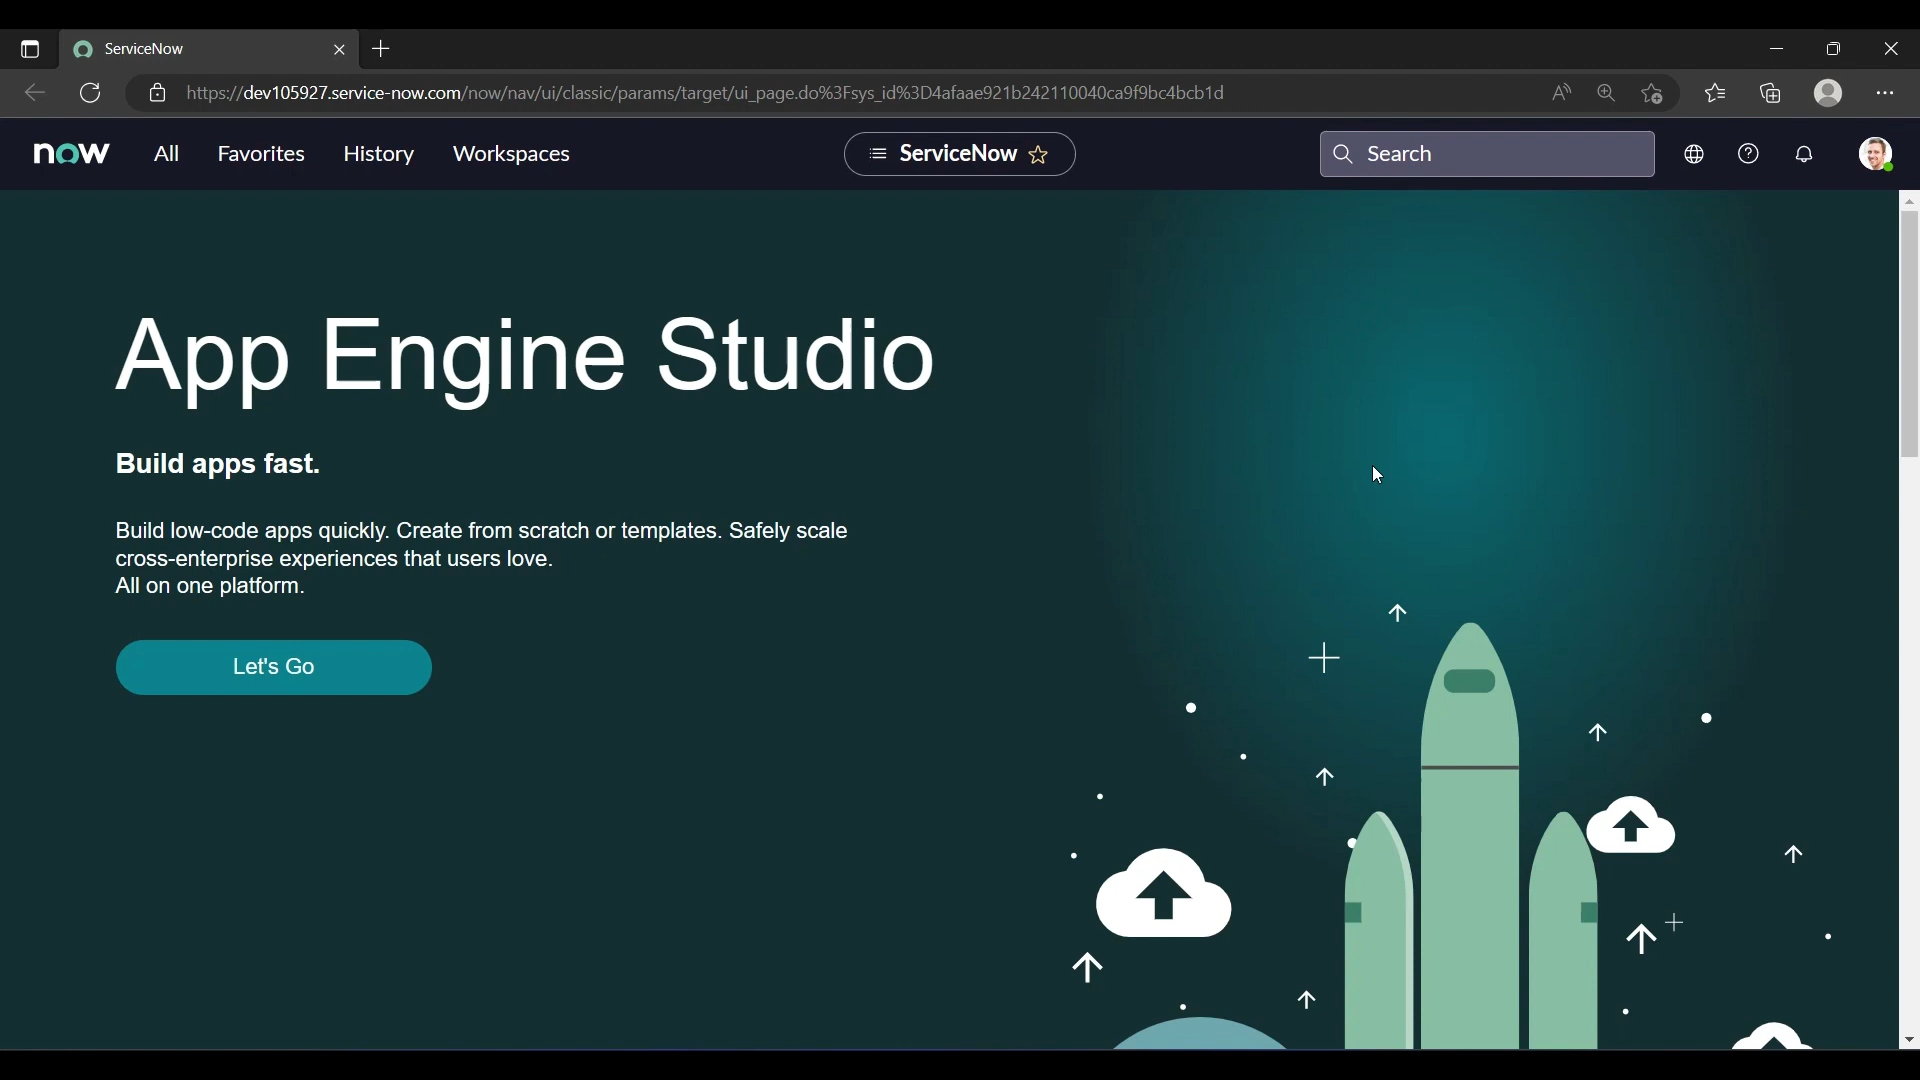 ServiceNow
https://dev105927.service-now.com/now/nav/ui/classic/params/target/ui_page.do%3Fsys_id%3D4afaae921b242110040ca9f9bc4bcb1d
now All Favorites History Workspaces ServiceNow Search
App Engine Studio
Build apps fast.
Build low-code apps quickly. Create from scratch or templates. Safely scale
cross-enterprise experiences that users love.
All on one platform.
Let's Go